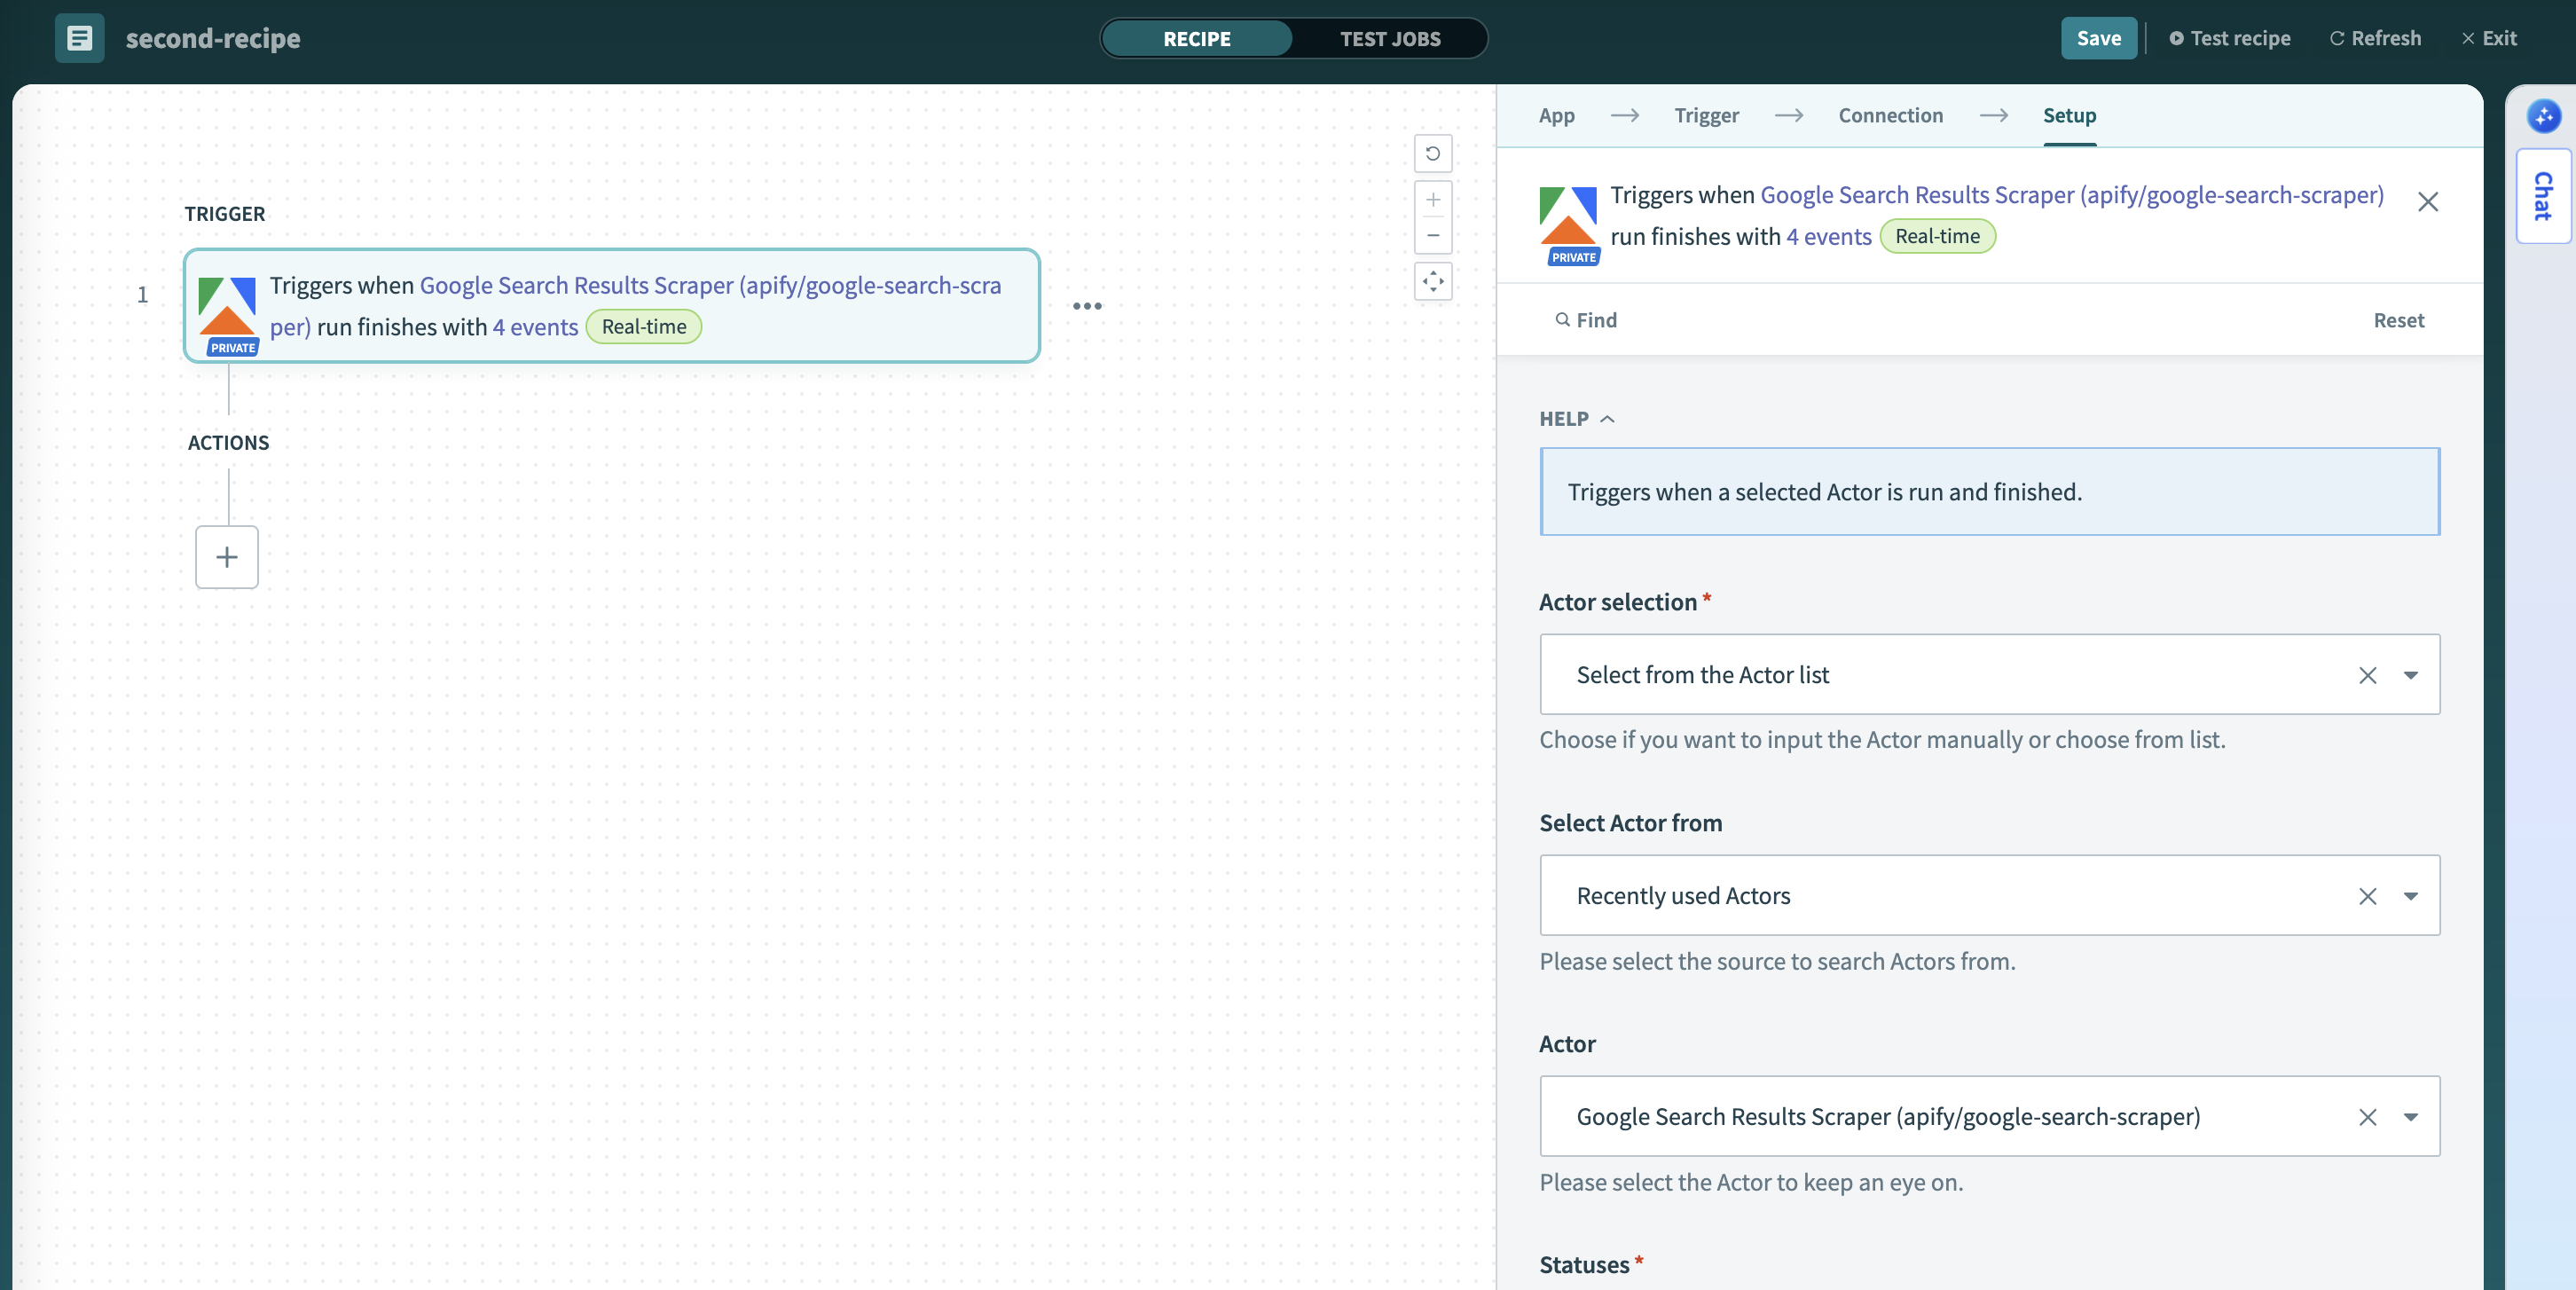 second-recipe
RECIPE
TEST JOBS
Save
Test recipe
Refresh
Exit
TRIGGER
1
Triggers when Google Search Results Scraper (apify/google-search-scra
per) run finishes with 4 events Real-time
PRIVATE
ACTIONS
App
Trigger
Connection
Setup
Triggers when Google Search Results Scraper (apify/google-search-scraper)
run finishes with 4 events Real-time
PRIVATE
Find
Reset
HELP
Triggers when a selected Actor is run and finished.
Actor selection *
Select from the Actor list
Choose if you want to input the Actor manually or choose from list.
Select Actor from
Recently used Actors
Please select the source to search Actors from.
Actor
Google Search Results Scraper (apify/google-search-scraper)
Please select the Actor to keep an eye on.
Statuses *
Chat